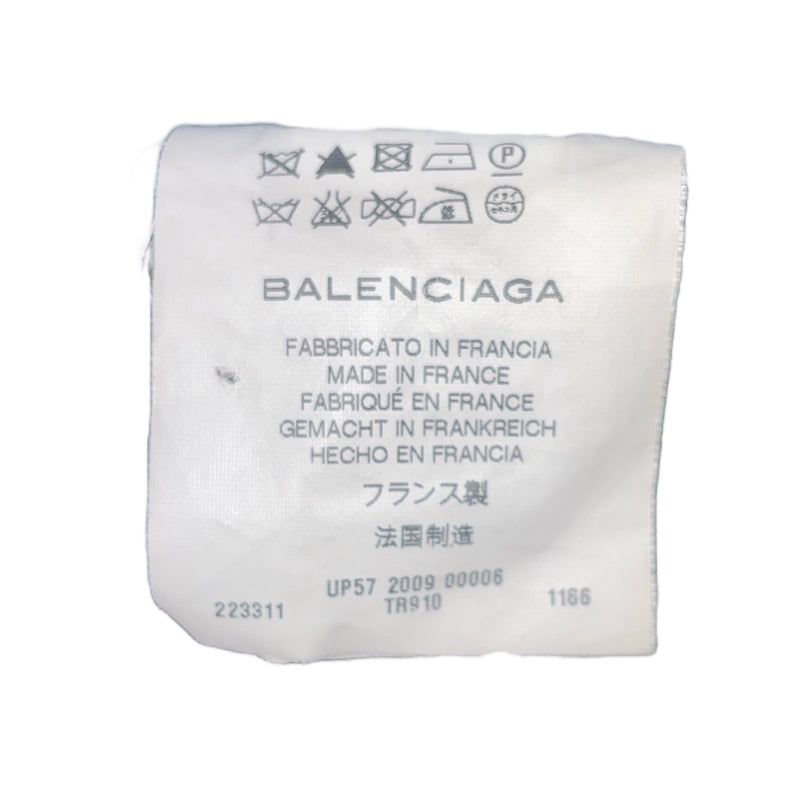 P
BALENCIAGA
FABBRICATO IN FRANCIA
MADE IN FRANCE
FABRIQUÉ EN FRANCE
GEMACHT IN FRANKREICH
HECHO EN FRANCIA
フランス製
法国制造
UP57 2009 00006
223311 TR910 1166